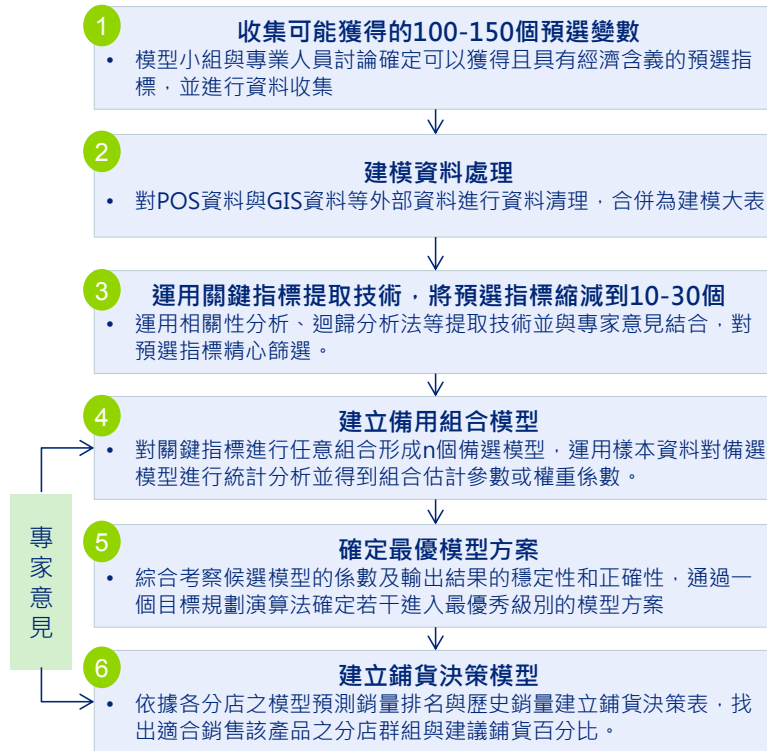 1
收集可能獲得的100-150個預選變數
• 模型小組與專業人員討論確定可以獲得且具有經濟含義的預選指
標，並進行資料收集
2
建模資料處理
• 對POS資料與GIS資料等外部資料進行資料清理，合併為建模大表
3
運用關鍵指標提取技術，將預選指標縮減到10-30個
• 運用相關性分析、迴歸分析法等提取技術並與專家意見結合，對
預選指標精心篩選。
4
建立備用組合模型
• 對關鍵指標進行任意組合形成n個備選模型，運用樣本資料對備選
模型進行統計分析並得到組合估計參數或權重係數。
專家意見
5
確定最優模型方案
• 綜合考察候選模型的係數及輸出結果的穩定性和正確性，通過一
個目標規劃演算法確定若干進入最優秀級別的模型方案
6
建立鋪貨決策模型
• 依據各分店之模型預測銷量排名與歷史銷量建立鋪貨決策表，找
出適合銷售該產品之分店群組與建議鋪貨百分比。